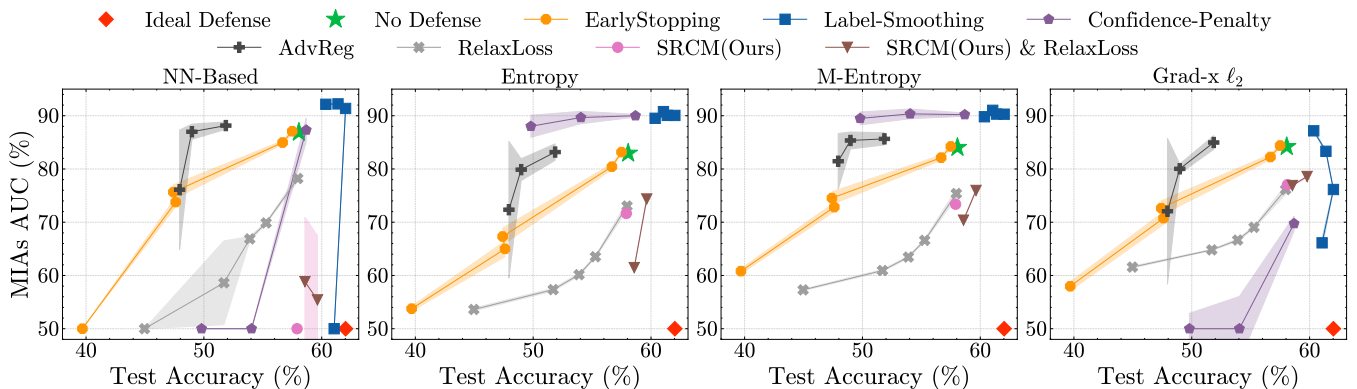 Ideal Defense No Defense EarlyStopping Label-Smoothing Confidence-Penalty
AdvReg RelaxLoss SRCM(Ours) SRCM(Ours) & RelaxLoss
NN-Based Entropy M-Entropy Grad-x ℓ₂
MIAs AUC (%)
90 90 90 90
80 80 80 80
70 70 70 70
60 60 60 60
50 50 50 50
40 50 60 40 50 60 40 50 60 40 50 60
Test Accuracy (%) Test Accuracy (%) Test Accuracy (%) Test Accuracy (%)